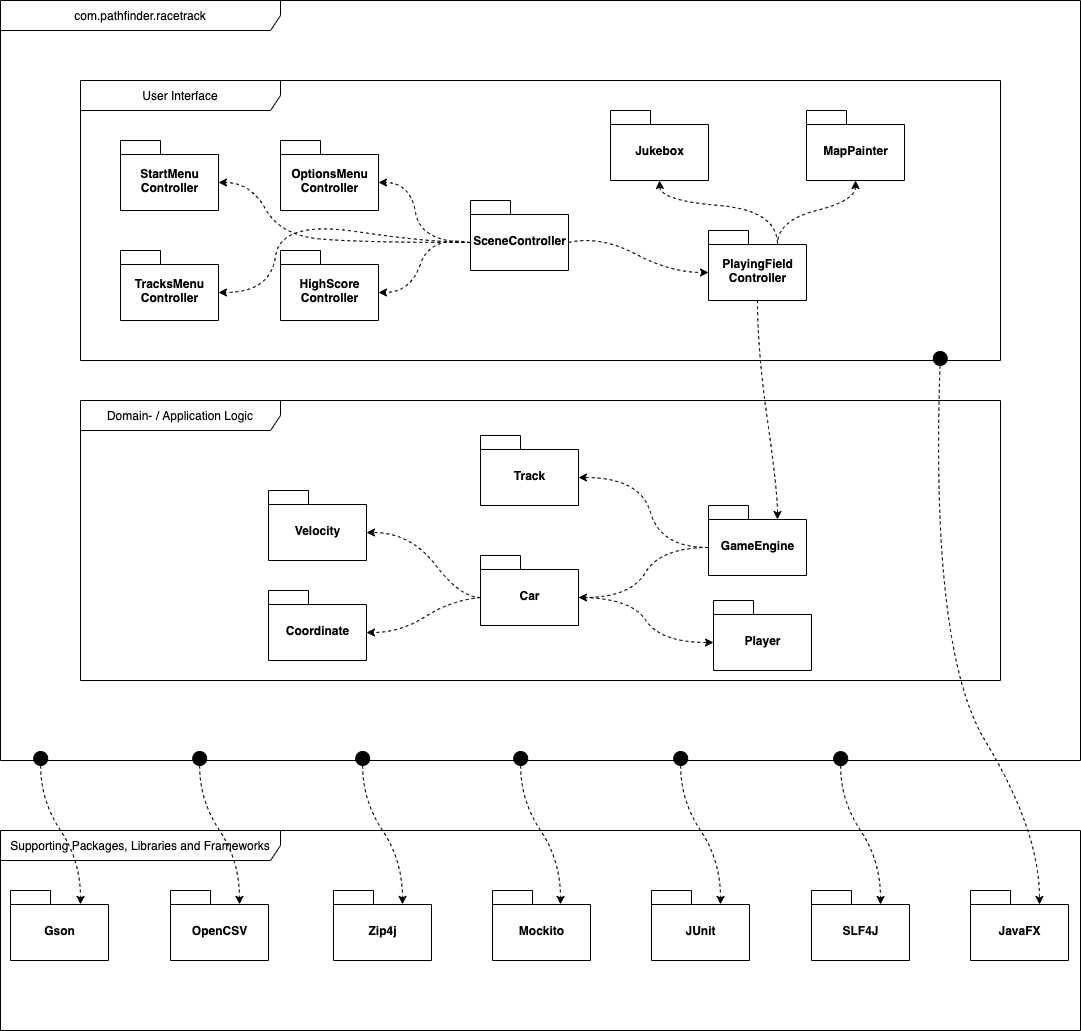 com.pathfinder.racetrack
User Interface
Jukebox
MapPainter
StartMenu
Controller
OptionsMenu
Controller
SceneController
PlayingField
Controller
TracksMenu
Controller
HighScore
Controller
Domain- / Application Logic
Track
Velocity
GameEngine
Car
Coordinate
Player
Supporting Packages, Libraries and Frameworks
Gson
OpenCSV
Zip4j
Mockito
JUnit
SLF4J
JavaFX